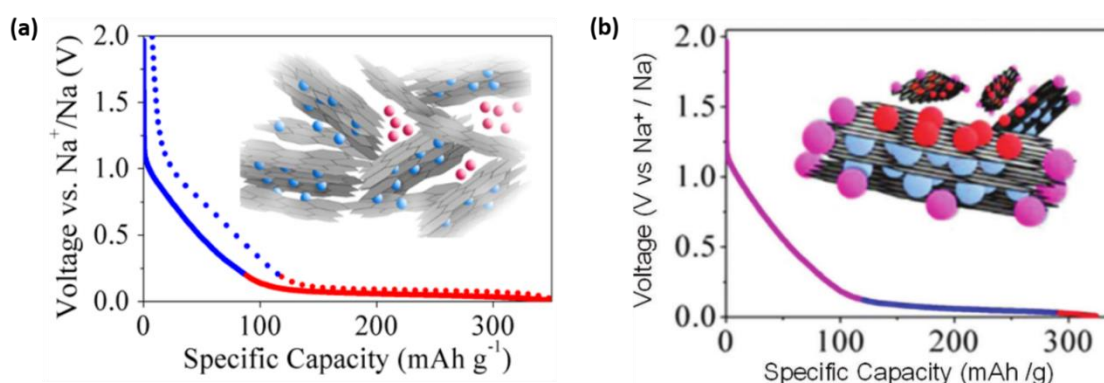 (a)
Voltage vs. Na⁺/Na (V)
2.0
1.5
1.0
0.5
0.0
0 100 200 300
Specific Capacity (mAh g⁻¹)
(b)
Voltage (V vs Na⁺ / Na)
2.0
1.5
1.0
0.5
0.0
0 100 200 300
Specific Capacity (mAh /g)